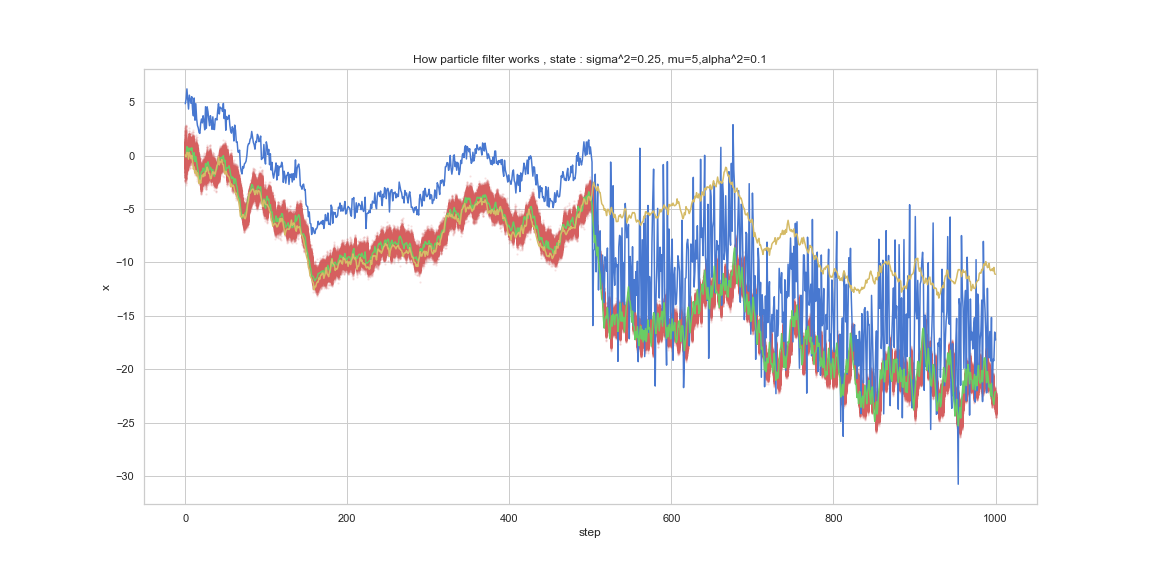 How particle filter works , state : sigma^2=0.25, mu=5,alpha^2=0.1
5
0
−5
−10
−15
−20
−25
−30
x
0 200 400 600 800 1000
step